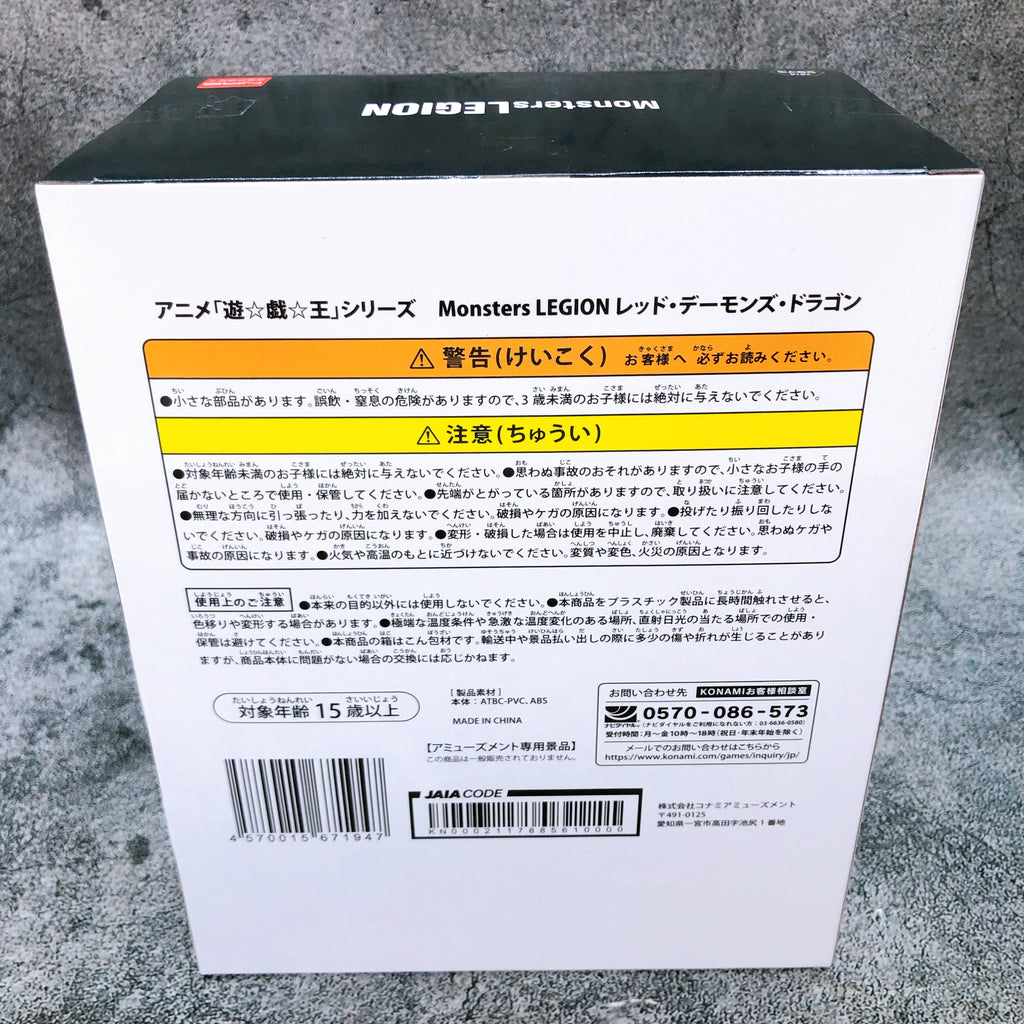 MonstersLEGION
アニメ「遊☆戯☆王」シリーズ Monsters LEGION レッド・デーモンズ・ドラゴン
⚠ 警告(けいこく) お客様へ 必ずお読みください。
●小さな部品があります。誤飲・窒息の危険がありますので、3歳未満のお子様には絶対に与えないでください。
⚠ 注意(ちゅうい)
●対象年齢未満のお子様には絶対に与えないでください。●思わぬ事故のおそれがありますので、小さなお子様の手の
届かないところで使用・保管してください。●先端がとがっている箇所がありますので、取り扱いに注意してください。
●無理な方向に引っ張ったり、力を加えないでください。破損やケガの原因になります。●投げたり振り回したりしな
いでください。破損やケガの原因になります。●変形・破損した場合は使用を中止し、廃棄してください。思わぬケガや
事故の原因になります。●火気や高温のもとに近づけないでください。変質や変色、火災の原因となります。
使用上のご注意 ●本来の目的以外には使用しないでください。●本商品をプラスチック製品に長時間触れさせると、
色移りや変形する場合があります。●極端な温度条件や急激な温度変化のある場所、直射日光の当たる場所での使用・
保管は避けてください。●本商品の箱はこん包材です。輸送中や景品払い出しの際に多少の傷や折れが生じることがあり
ますが、商品本体に問題がない場合の交換には応じかねます。
対象年齢 15 歳以上
[製品素材]
本体：ATBC-PVC、ABS
MADE IN CHINA
【アミューズメント専用景品】
この商品は一般販売されておりません。
お問い合わせ先 KONAMIお客様相談室
ナビダイヤル 0570-086-573
(ナビダイヤルをご利用になれない方：03-6636-0580)
受付時間：月〜金10時〜18時(祝日・年末年始を除く)
メールでのお問い合わせはこちらから
https://www.konami.com/games/inquiry/jp/
4 570015 671947
JAIA CODE
KN0002117885610000
株式会社コナミアミューズメント
〒491-0125
愛知県一宮市高田字池尻1番地